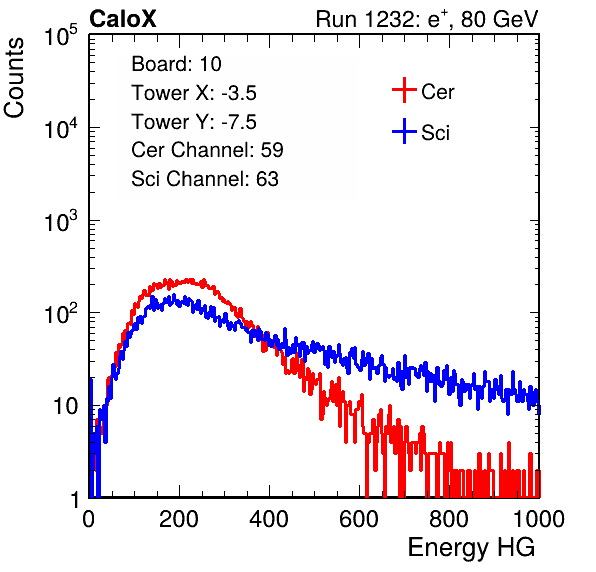 CaloX Run 1232: e+, 80 GeV
Counts
Board: 10
Tower X: -3.5
Tower Y: -7.5
Cer Channel: 59
Sci Channel: 63
Cer
Sci
10^5
10^4
10^3
10^2
10
1
0 200 400 600 800 1000
Energy HG